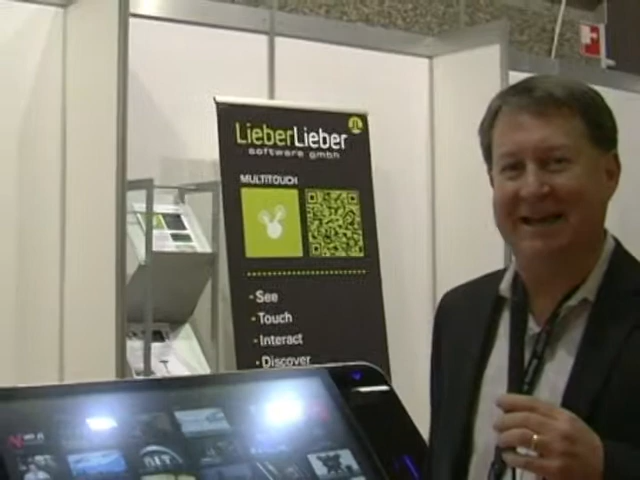 LieberLieber
software gmbh
MULTITOUCH
- See
- Touch
- Interact
- Discover